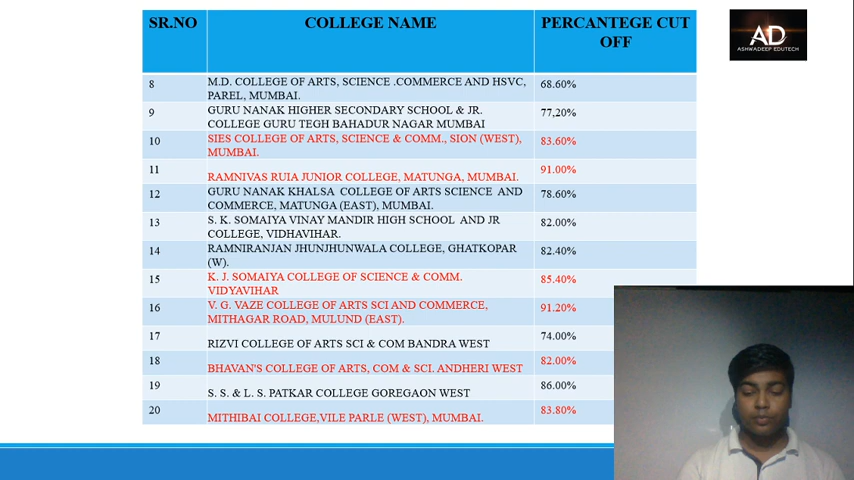 SR.NO COLLEGE NAME PERCANTEGE CUT
OFF
AD
ASHWADEEP EDUTECH
8 M.D. COLLEGE OF ARTS, SCIENCE .COMMERCE AND HSVC, 68.60%
PAREL, MUMBAI.
9 GURU NANAK HIGHER SECONDARY SCHOOL & JR. 77,20%
COLLEGE GURU TEGH BAHADUR NAGAR MUMBAI
10 SIES COLLEGE OF ARTS, SCIENCE & COMM., SION (WEST), 83.60%
MUMBAI.
11 RAMNIVAS RUIA JUNIOR COLLEGE, MATUNGA, MUMBAI. 91.00%
12 GURU NANAK KHALSA COLLEGE OF ARTS SCIENCE AND 78.60%
COMMERCE, MATUNGA (EAST), MUMBAI.
13 S. K. SOMAIYA VINAY MANDIR HIGH SCHOOL AND JR 82.00%
COLLEGE, VIDHAVIHAR.
14 RAMNIRANJAN JHUNJHUNWALA COLLEGE, GHATKOPAR 82.40%
(W).
15 K. J. SOMAIYA COLLEGE OF SCIENCE & COMM. 85.40%
VIDYAVIHAR
16 V. G. VAZE COLLEGE OF ARTS SCI AND COMMERCE, 91.20%
MITHAGAR ROAD, MULUND (EAST).
17 RIZVI COLLEGE OF ARTS SCI & COM BANDRA WEST 74.00%
18 BHAVAN'S COLLEGE OF ARTS, COM & SCI. ANDHERI WEST 82.00%
19 S. S. & L. S. PATKAR COLLEGE GOREGAON WEST 86.00%
20 MITHIBAI COLLEGE,VILE PARLE (WEST), MUMBAI. 83.80%